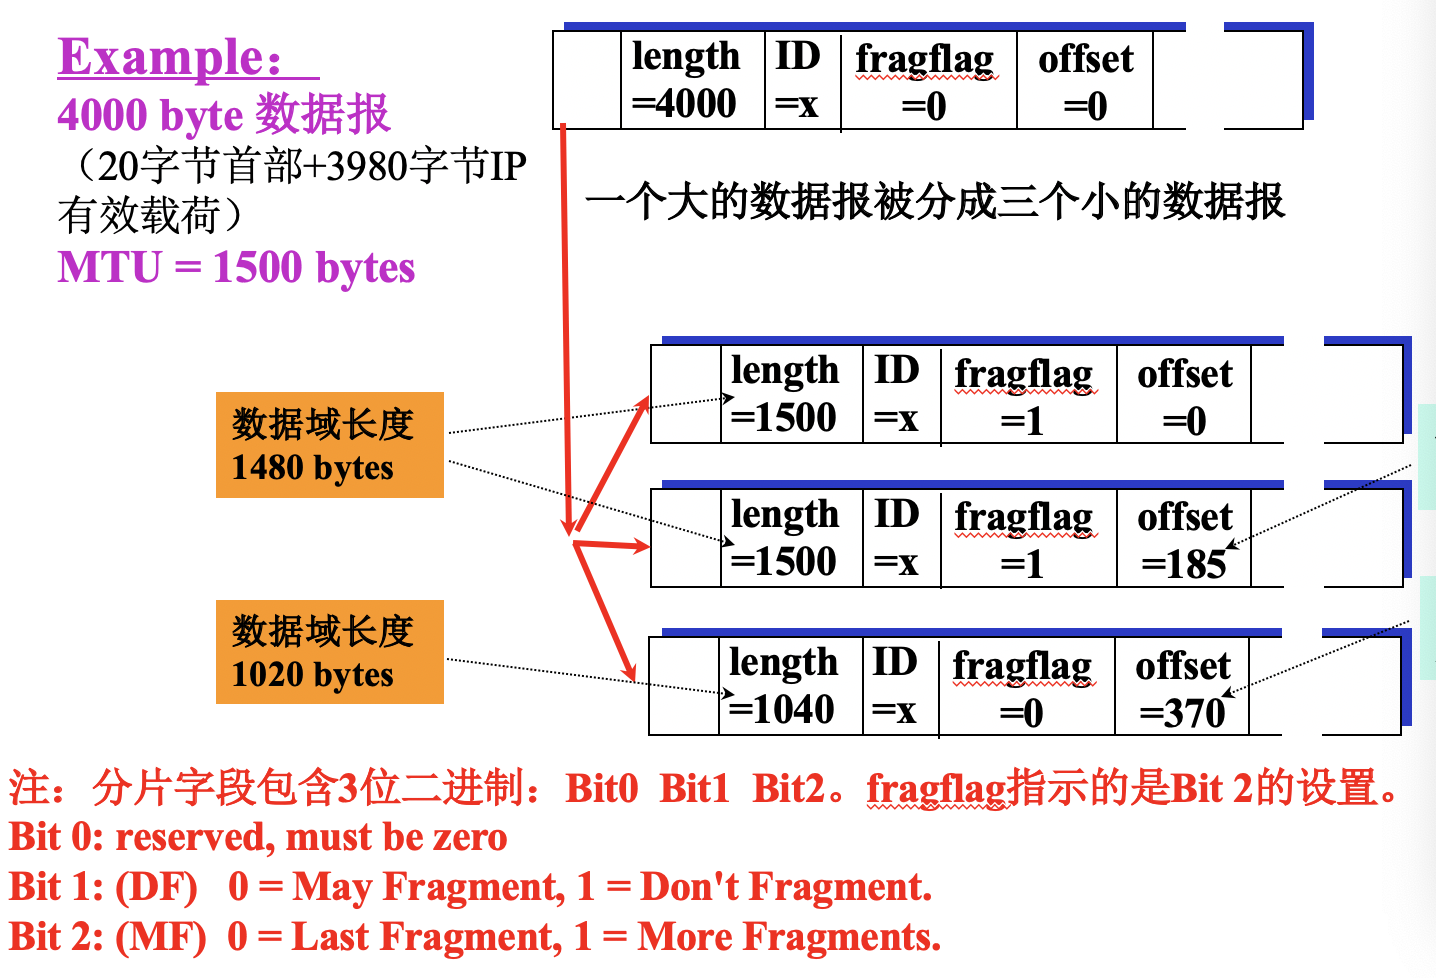 Example:
4000 byte 数据报
（20字节首部+3980字节IP
有效载荷）
MTU = 1500 bytes
length ID fragflag offset
=4000 =x =0 =0
一个大的数据报被分成三个小的数据报
length ID fragflag offset
=1500 =x =1 =0
数据域长度
1480 bytes
length ID fragflag offset
=1500 =x =1 =185
数据域长度
1020 bytes
length ID fragflag offset
=1040 =x =0 =370
注：分片字段包含3位二进制：Bit0 Bit1 Bit2。fragflag指示的是Bit 2的设置。
Bit 0: reserved, must be zero
Bit 1: (DF) 0 = May Fragment, 1 = Don't Fragment.
Bit 2: (MF) 0 = Last Fragment, 1 = More Fragments.